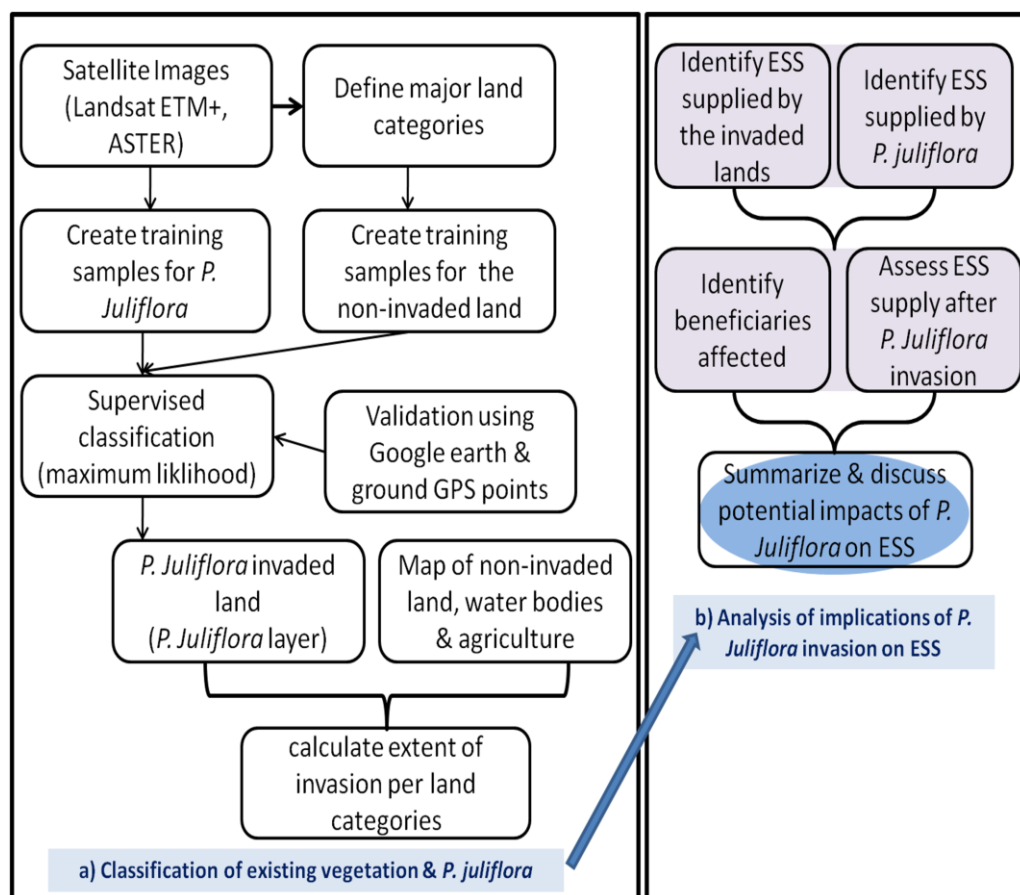 Satellite Images
(Landsat ETM+,
ASTER)
Define major land
categories
Create training
samples for P.
Juliflora
Create training
samples for the
non-invaded land
Supervised
classification
(maximum liklihood)
Validation using
Google earth &
ground GPS points
P. Juliflora invaded
land
(P. Juliflora layer)
Map of non-invaded
land, water bodies
& agriculture
calculate extent of
invasion per land
categories
a) Classification of existing vegetation & P. juliflora
Identify ESS
supplied by
the invaded
lands
Identify ESS
supplied by
P. juliflora
Identify
beneficiaries
affected
Assess ESS
supply after
P. Juliflora
invasion
Summarize & discuss
potential impacts of P.
Juliflora on ESS
b) Analysis of implications of P.
Juliflora invasion on ESS